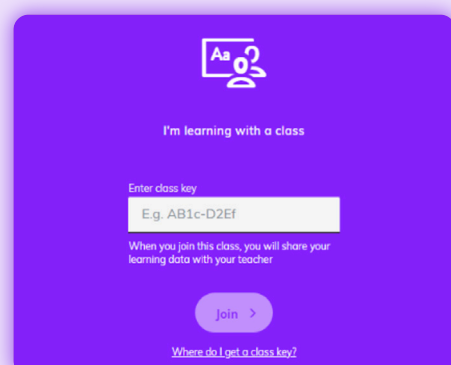 Aa
I'm learning with a class
Enter class key
E.g. AB1c-D2Ef
When you join this class, you will share your
learning data with your teacher
Join >
Where do I get a class key?